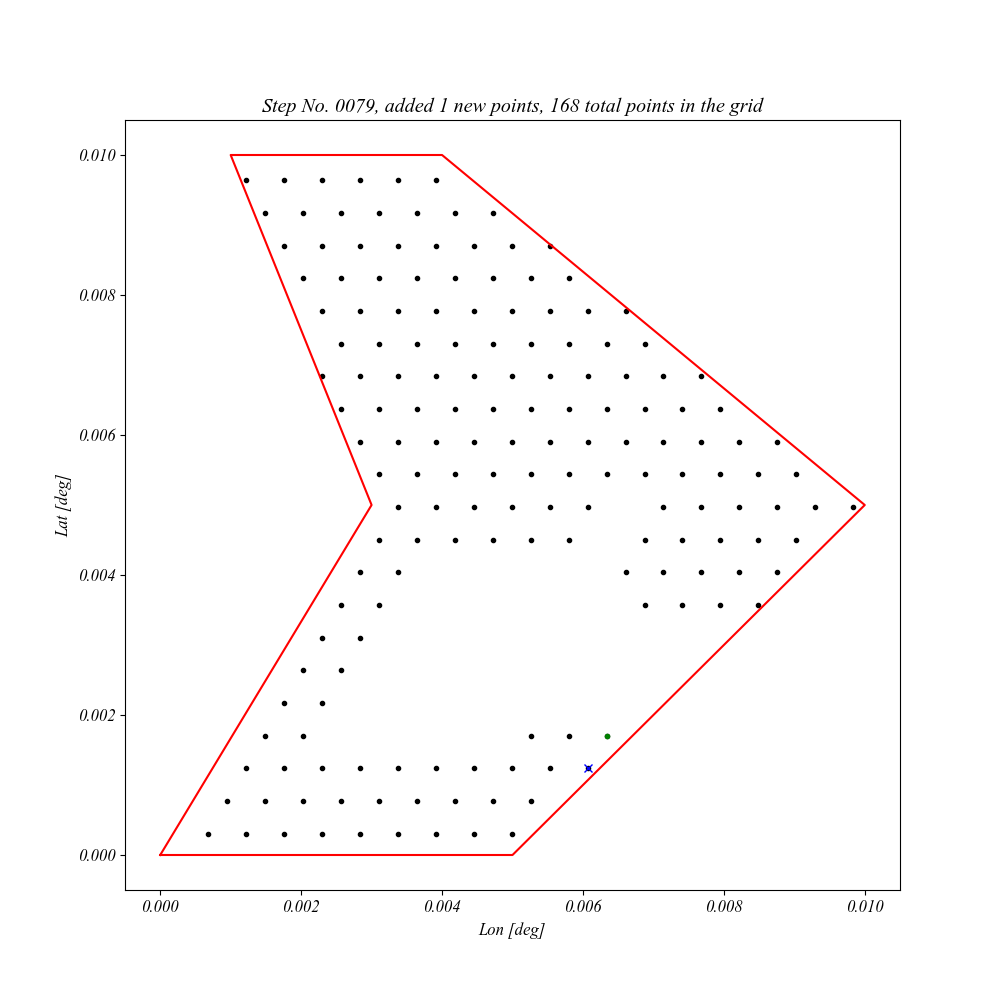 Step No. 0079, added 1 new points, 168 total points in the grid
0.010
0.008
0.006
0.004
0.002
0.000
Lat [deg]
0.000 0.002 0.004 0.006 0.008 0.010
Lon [deg]